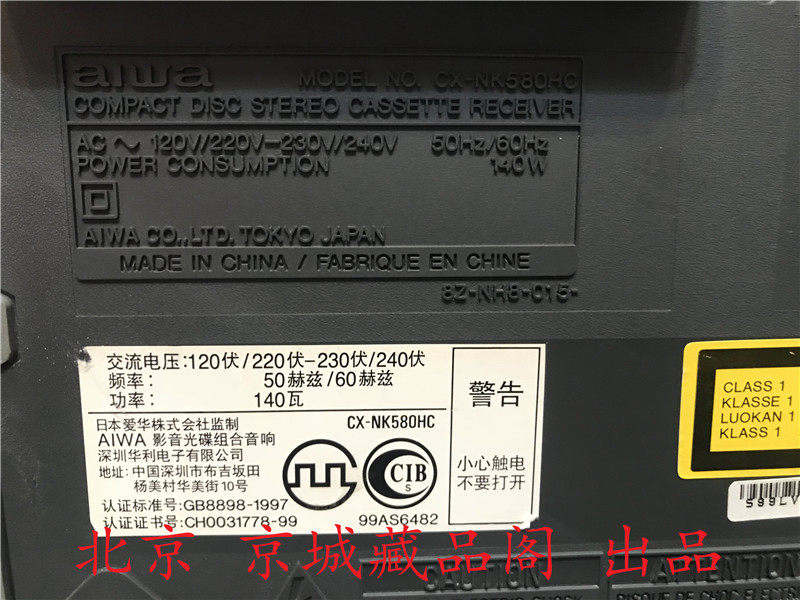 aiwa MODEL NO. CX-NK580HC
COMPACT DISC STEREO CASSETTE RECEIVER
AC ～ 120V/220V–230V/240V 50Hz/60Hz
POWER CONSUMPTION 140W
AIWA CO.,LTD. TOKYO JAPAN
MADE IN CHINA / FABRIQUE EN CHINE
8Z-NH8-015-
交流电压:120伏/220伏–230伏/240伏
频率: 50赫兹/60赫兹
功率: 140瓦
日本爱华株式会社监制 CX-NK580HC
AIWA 影音光碟组合音响
深圳华利电子有限公司
地址: 中国深圳市布吉坂田
杨美村华美街10号
认证标准号:GB8898-1997
认证证书号:CH0031778-99
CIB
S
99AS6482
警告
小心触电
不要打开
CLASS 1
KLASSE 1
LUOKAN 1
KLASS 1
北京 京城藏品阁 出品
CAUTION
ATTENTION